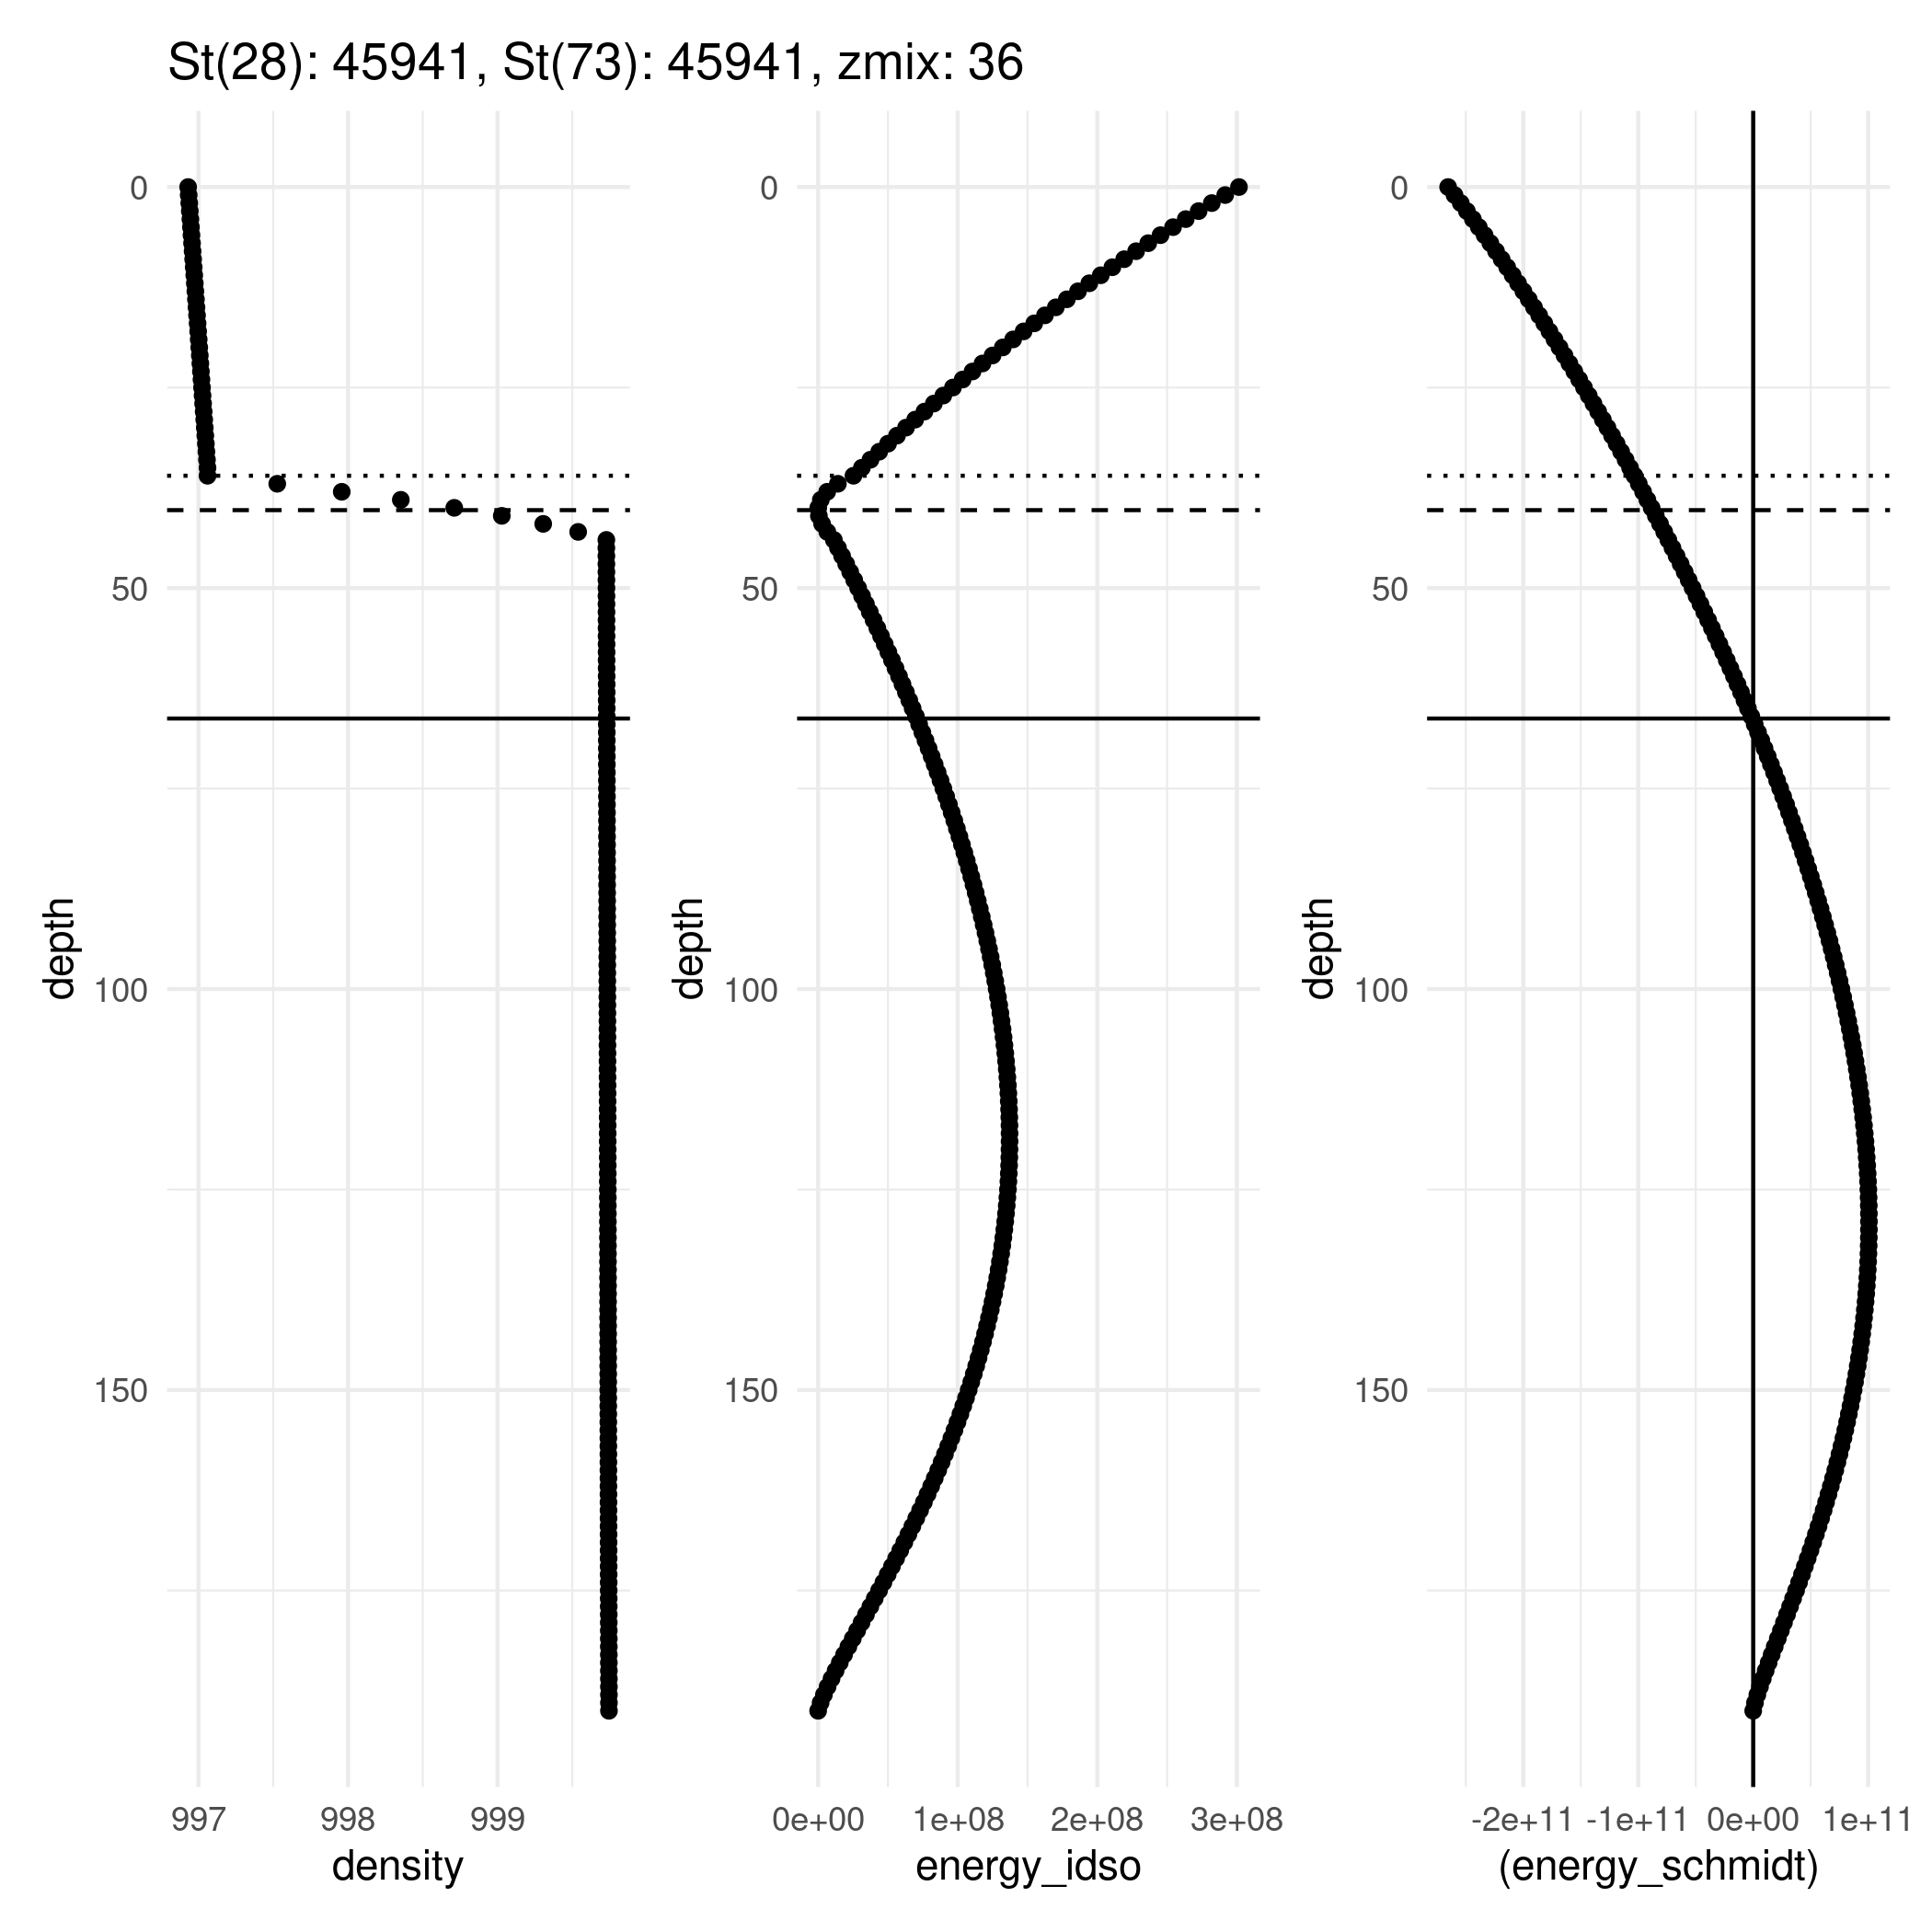 St(28): 45941, St(73): 45941, zmix: 36
0
50
100
150
depth
997 998 999
density
0
50
100
150
depth
0e+00 1e+08 2e+08 3e+08
energy_idso
0
50
100
150
depth
-2e+11 -1e+11 0e+00 1e+11
(energy_schmidt)